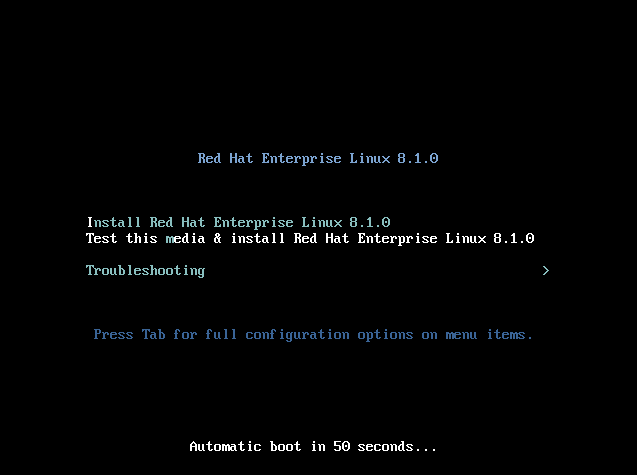 Red Hat Enterprise Linux 8.1.0
Install Red Hat Enterprise Linux 8.1.0
Test this media & install Red Hat Enterprise Linux 8.1.0
Troubleshooting >
Press Tab for full configuration options on menu items.
Automatic boot in 50 seconds...